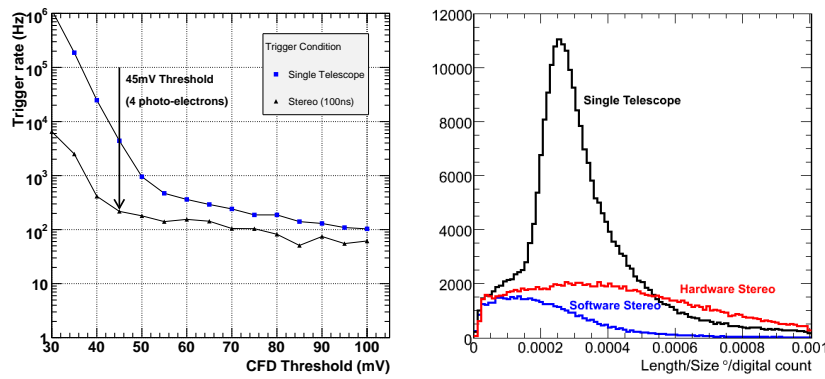 Trigger rate (Hz)
10^6
10^5
10^4
10^3
10^2
10
1
30 40 50 60 70 80 90 100
CFD Threshold (mV)
45mV Threshold
(4 photo-electrons)
Trigger Condition
Single Telescope
Stereo (100ns)
12000
10000
8000
6000
4000
2000
0
0 0.0002 0.0004 0.0006 0.0008 0.001
Length/Size °/digital count
Single Telescope
Hardware Stereo
Software Stereo